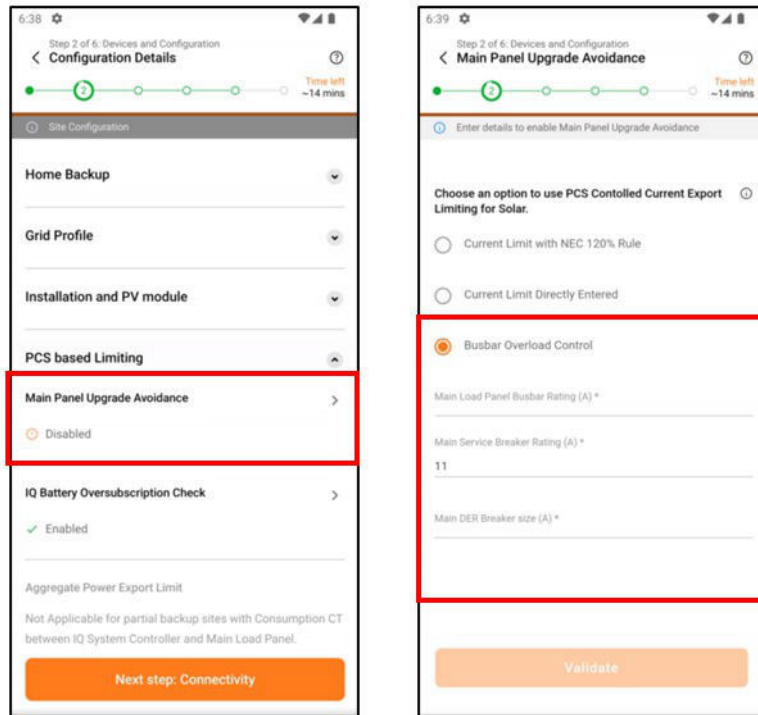 6:38
Step 2 of 6: Devices and Configuration
Configuration Details
2
Time left
~14 mins
Site Configuration
Home Backup
Grid Profile
Installation and PV module
PCS based Limiting
Main Panel Upgrade Avoidance
Disabled
IQ Battery Oversubscription Check
Enabled
Aggregate Power Export Limit
Not Applicable for partial backup sites with Consumption CT
between IQ System Controller and Main Load Panel.
Next step: Connectivity
6:39
Step 2 of 6: Devices and Configuration
Main Panel Upgrade Avoidance
2
Time left
~14 mins
Enter details to enable Main Panel Upgrade Avoidance
Choose an option to use PCS Contolled Current Export
Limiting for Solar.
Current Limit with NEC 120% Rule
Current Limit Directly Entered
Busbar Overload Control
Main Load Panel Busbar Rating (A) *
Main Service Breaker Rating (A) *
11
Main DER Breaker size (A) *
Validate